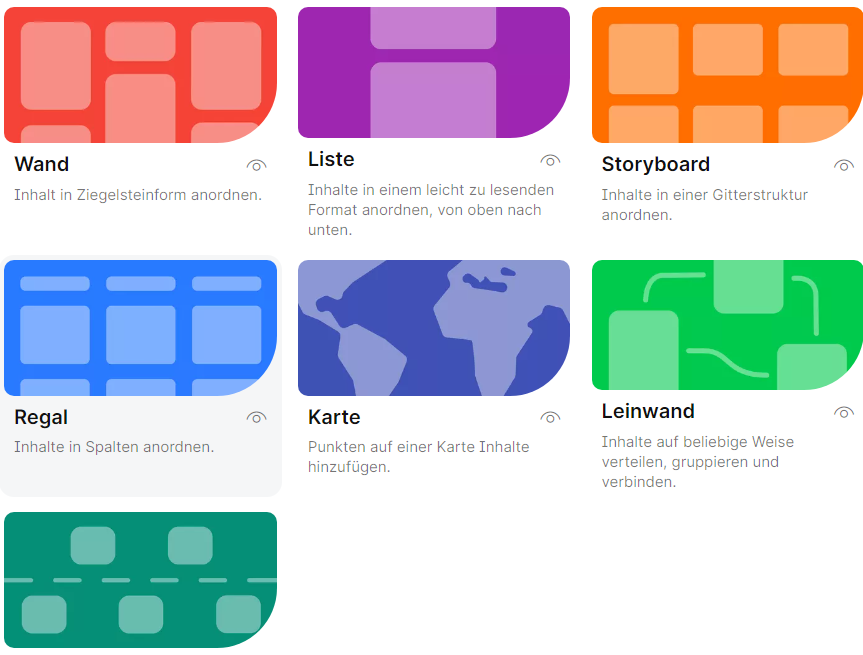 Wand
Inhalt in Ziegelsteinform anordnen.
Liste
Inhalte in einem leicht zu lesenden
Format anordnen, von oben nach
unten.
Storyboard
Inhalte in einer Gitterstruktur
anordnen.
Regal
Inhalte in Spalten anordnen.
Karte
Punkten auf einer Karte Inhalte
hinzufügen.
Leinwand
Inhalte auf beliebige Weise
verteilen, gruppieren und
verbinden.